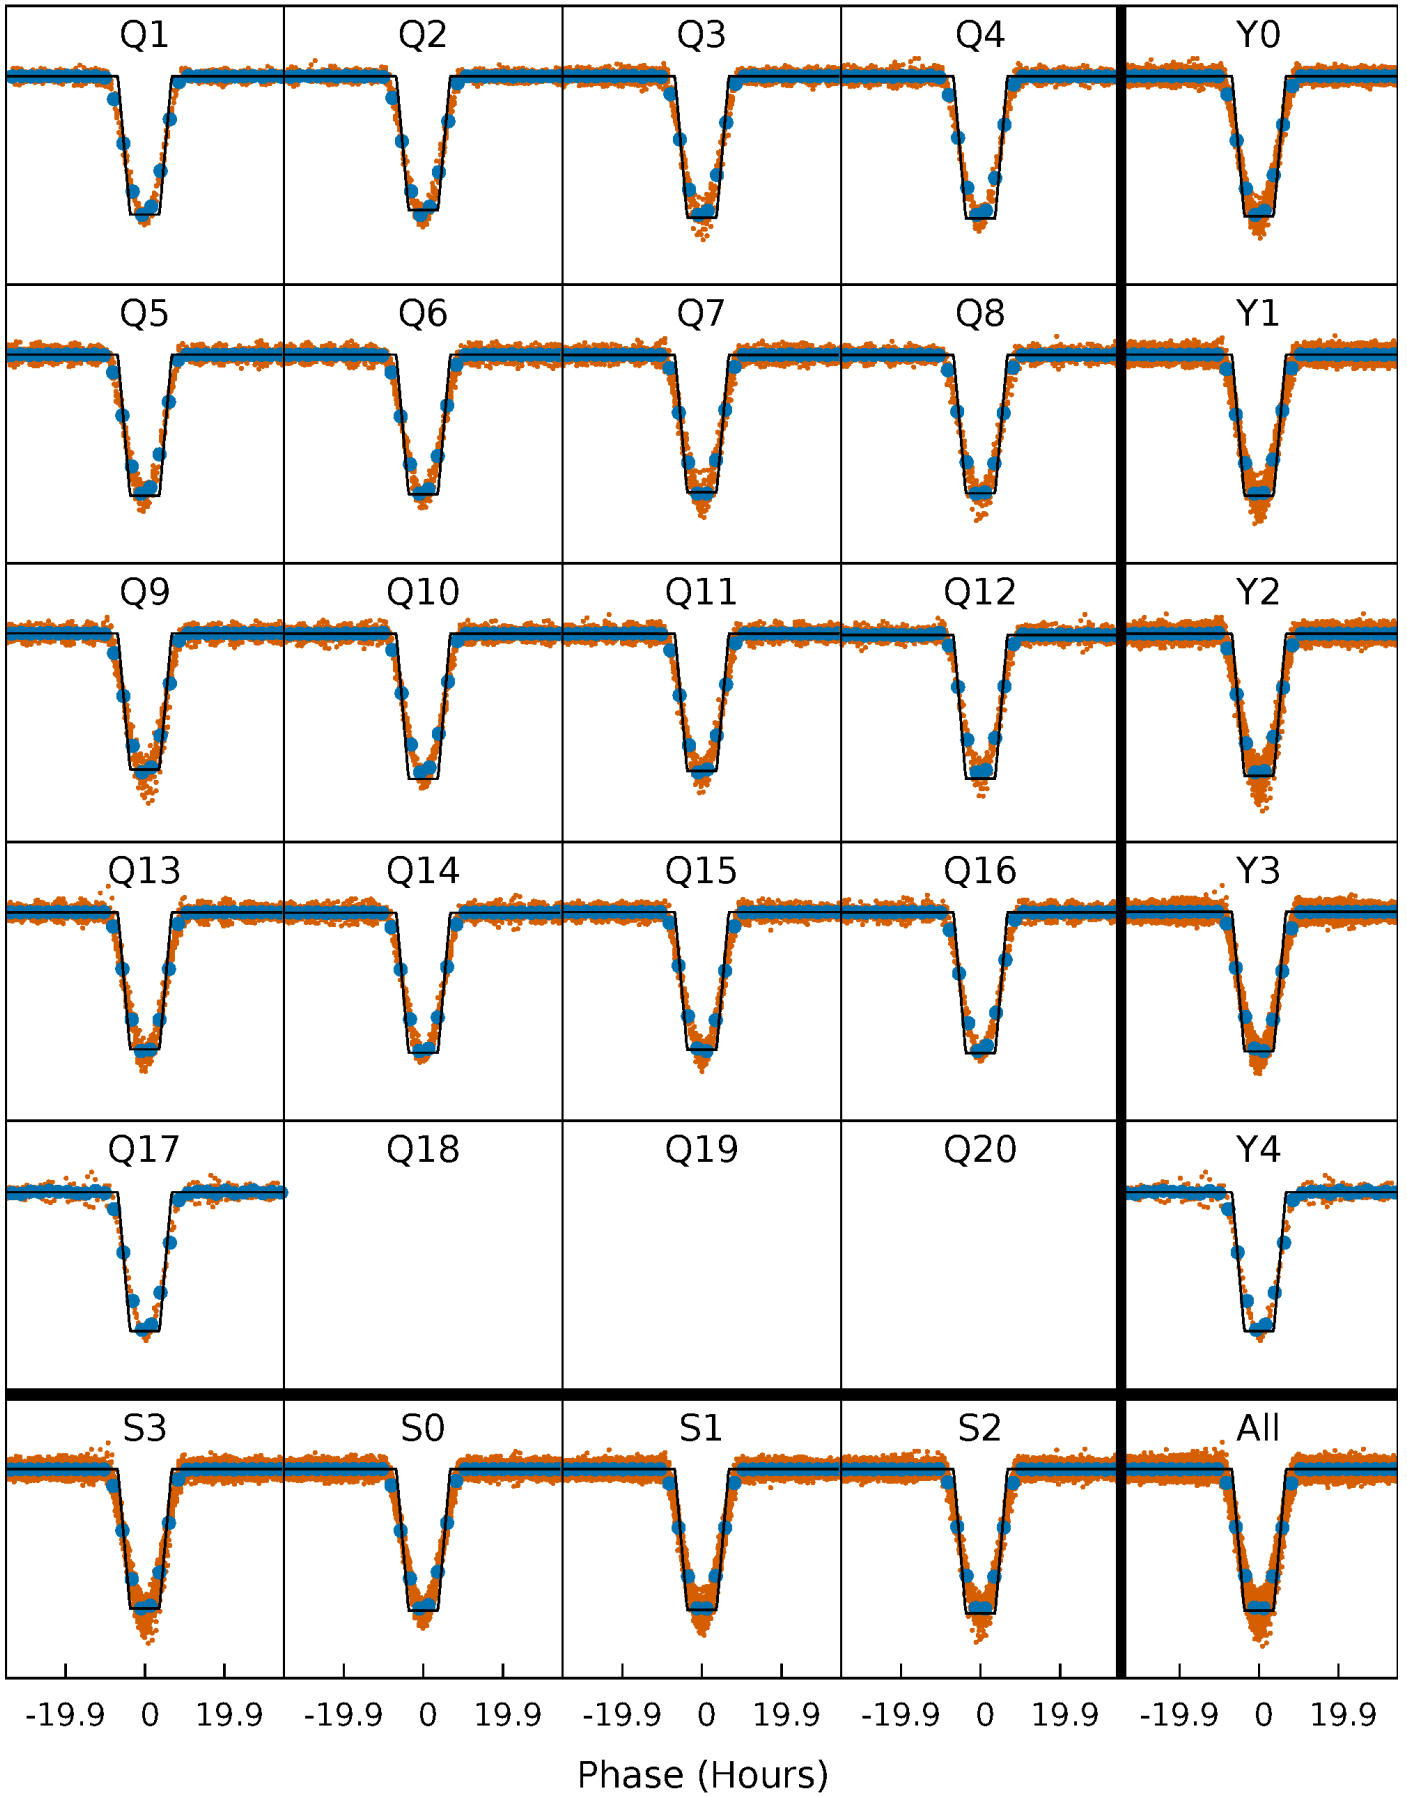 Q1 Q2 Q3 Q4 Y0
Q5 Q6 Q7 Q8 Y1
Q9 Q10 Q11 Q12 Y2
Q13 Q14 Q15 Q16 Y3
Q17 Q18 Q19 Q20 Y4
S3 S0 S1 S2 All
-19.9 0 19.9 -19.9 0 19.9 -19.9 0 19.9 -19.9 0 19.9 -19.9 0 19.9
Phase (Hours)